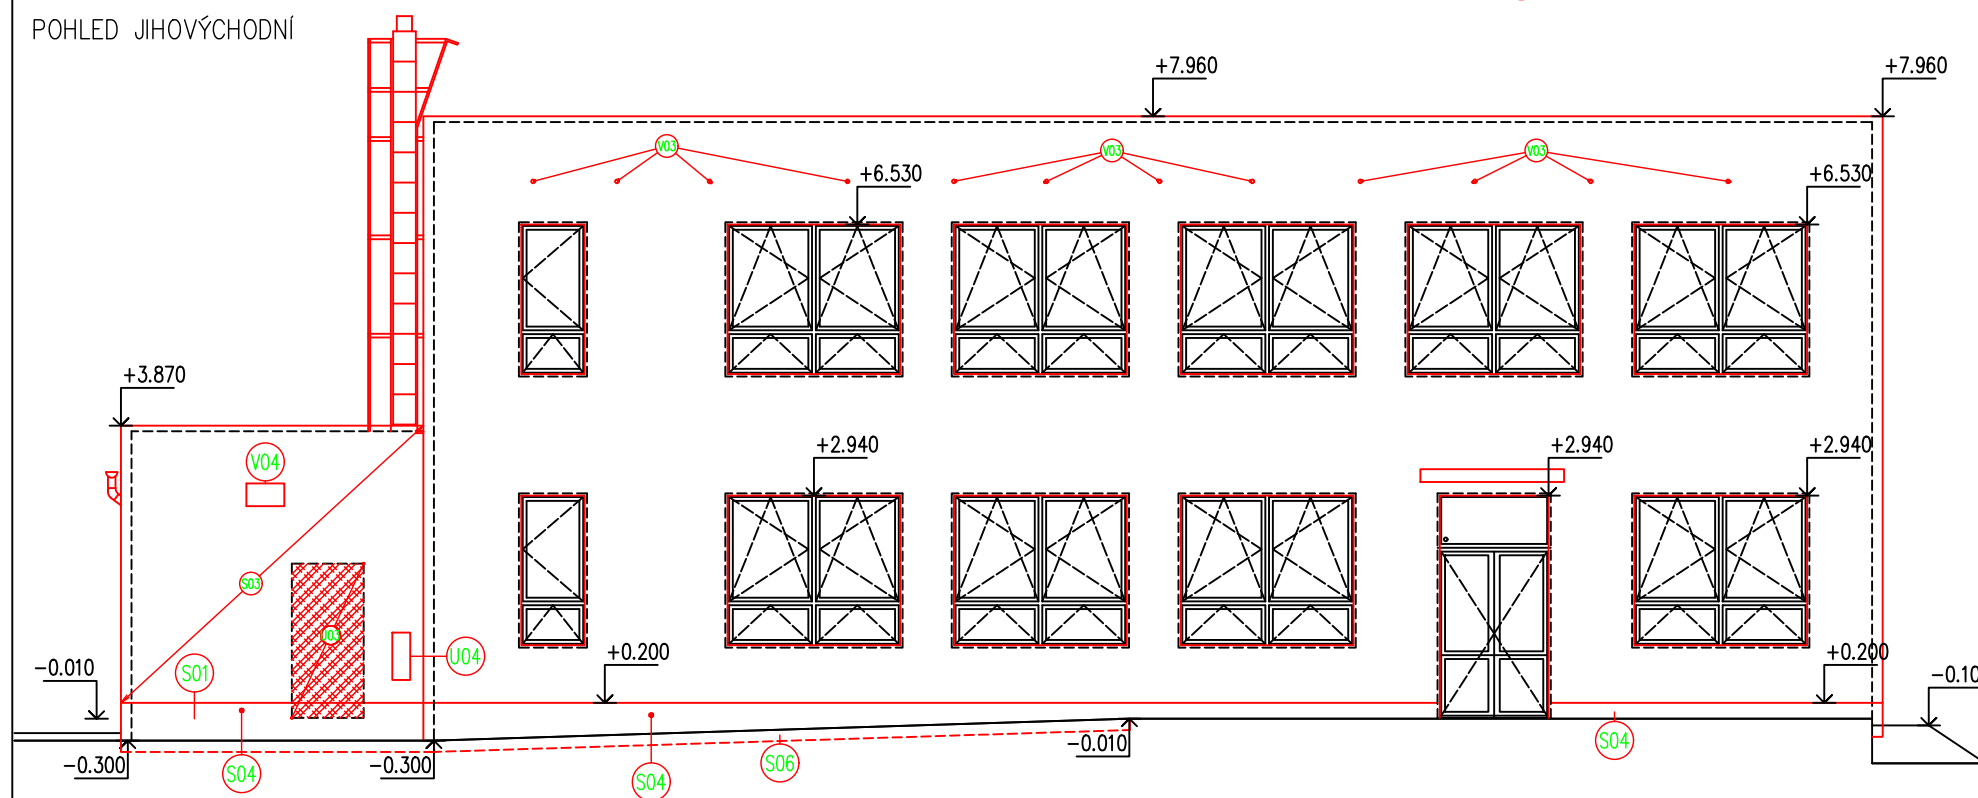 POHLED JIHOVÝCHODNÍ
+7.960
+7.960
V03
V03
V03
+6.530
+6.530
+3.870
+2.940
+2.940
+2.940
V04
S03
U03
U04
S01
-0.010
+0.200
+0.200
-0.10
-0.300
-0.300
-0.010
S04
S04
S06
S04